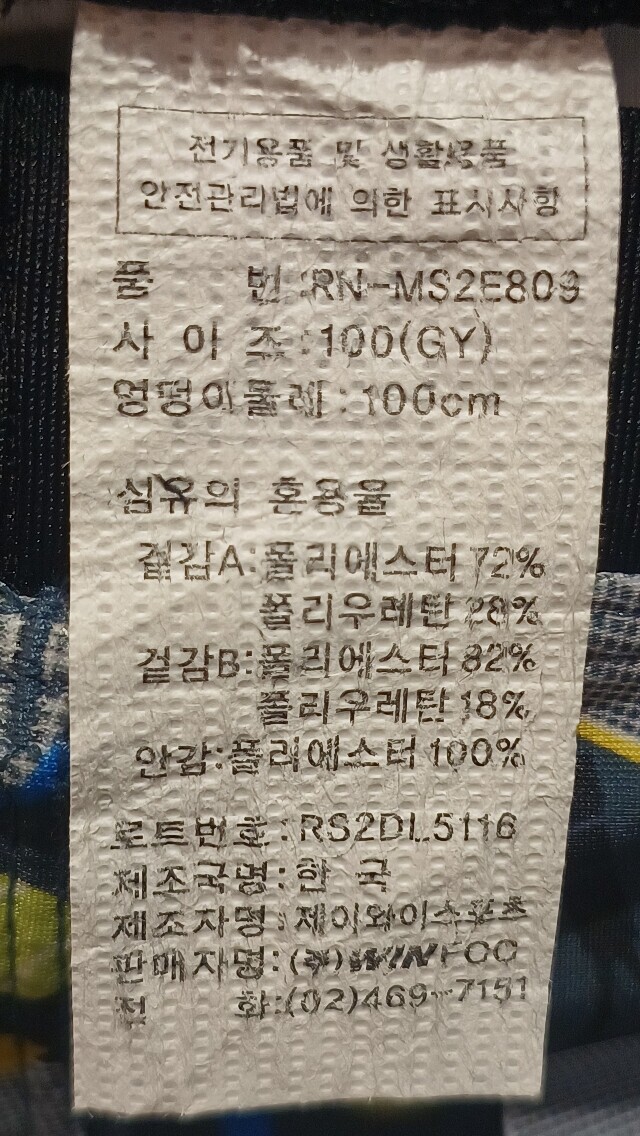 전기용품 및 생활용품
안전관리법에 의한 표시사항
품 번:RN-MS2E809
사 이 즈:100(GY)
엉덩이둘레:100cm
섬유의 혼용율
겉감A:폴리에스터 72%
폴리우레탄 28%
겉감B:폴리에스터 82%
폴리우레탄 18%
안감:폴리에스터 100%
로트번호:RS2DL5116
제조국명:한 국
제조자명:제이와이스포츠
판매자명:(주)WINFOO
전 화:(02)469-7151